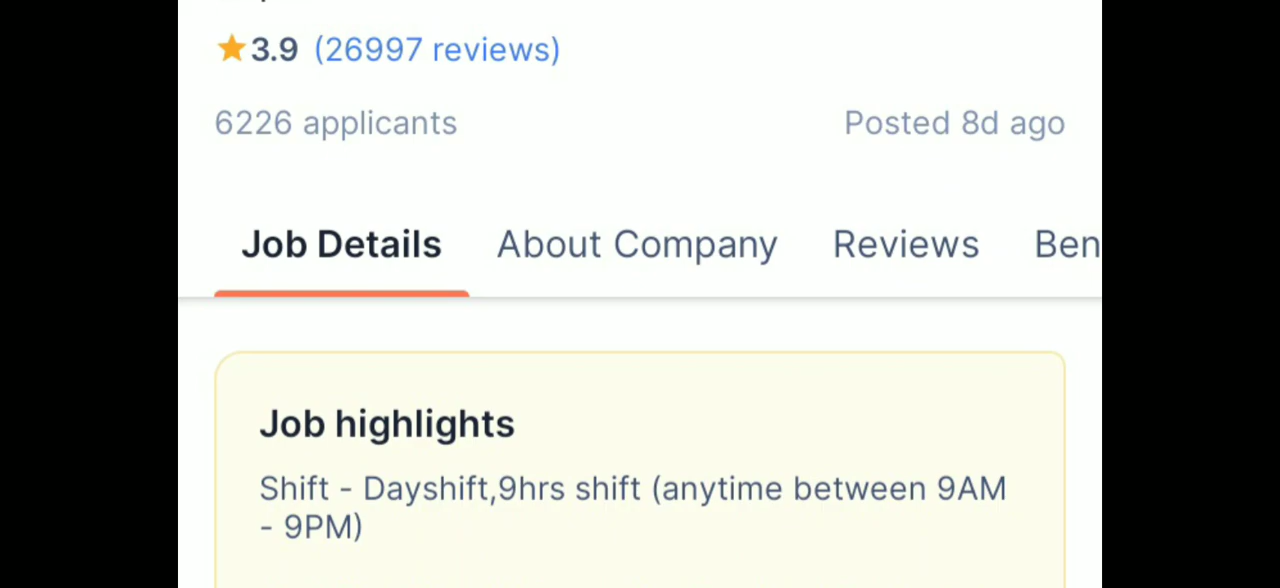 3.9 (26997 reviews)
6226 applicants Posted 8d ago
Job Details About Company Reviews Ben
Job highlights
Shift - Dayshift,9hrs shift (anytime between 9AM
- 9PM)